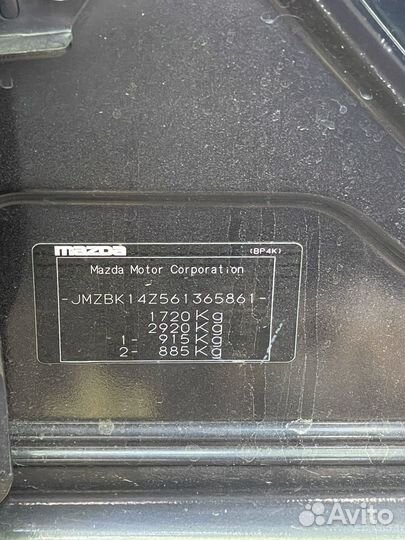 mazda (BP4K)
Mazda Motor Corporation
-JMZBK14Z561365861-
1720 Kg
2920 Kg
1- 915 Kg
2- 885 Kg
Avito